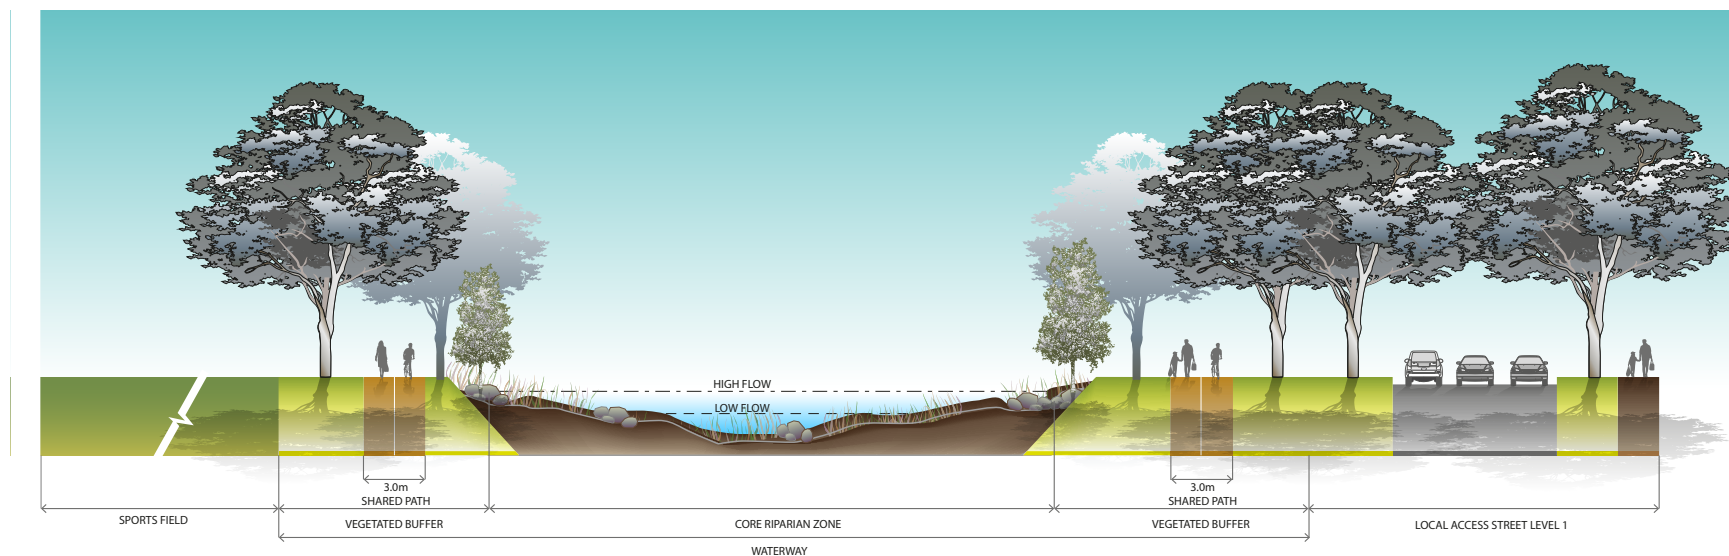 HIGH FLOW
LOW FLOW
3.0m
SHARED PATH
3.0m
SHARED PATH
SPORTS FIELD
VEGETATED BUFFER
CORE RIPARIAN ZONE
VEGETATED BUFFER
LOCAL ACCESS STREET LEVEL 1
WATERWAY